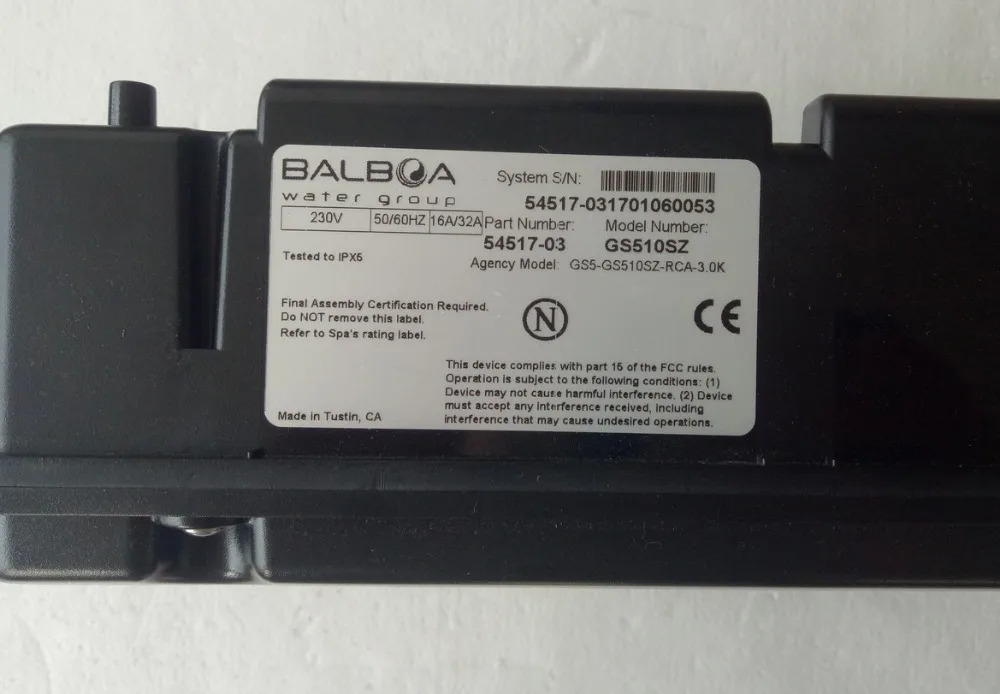 BALBOA
water group
System S/N:
54517-031701060053
230V 50/60HZ 16A/32A
Part Number: Model Number:
54517-03 GS510SZ
Agency Model: GS5-GS510SZ-RCA-3.0K
Tested to IPX5
Final Assembly Certification Required.
Do NOT remove this label.
Refer to Spa's rating label.
N
CE
This device complies with part 15 of the FCC rules.
Operation is subject to the following conditions: (1)
Device may not cause harmful interference. (2) Device
must accept any interference received, including
interference that may cause undesired operations.
Made in Tustin, CA